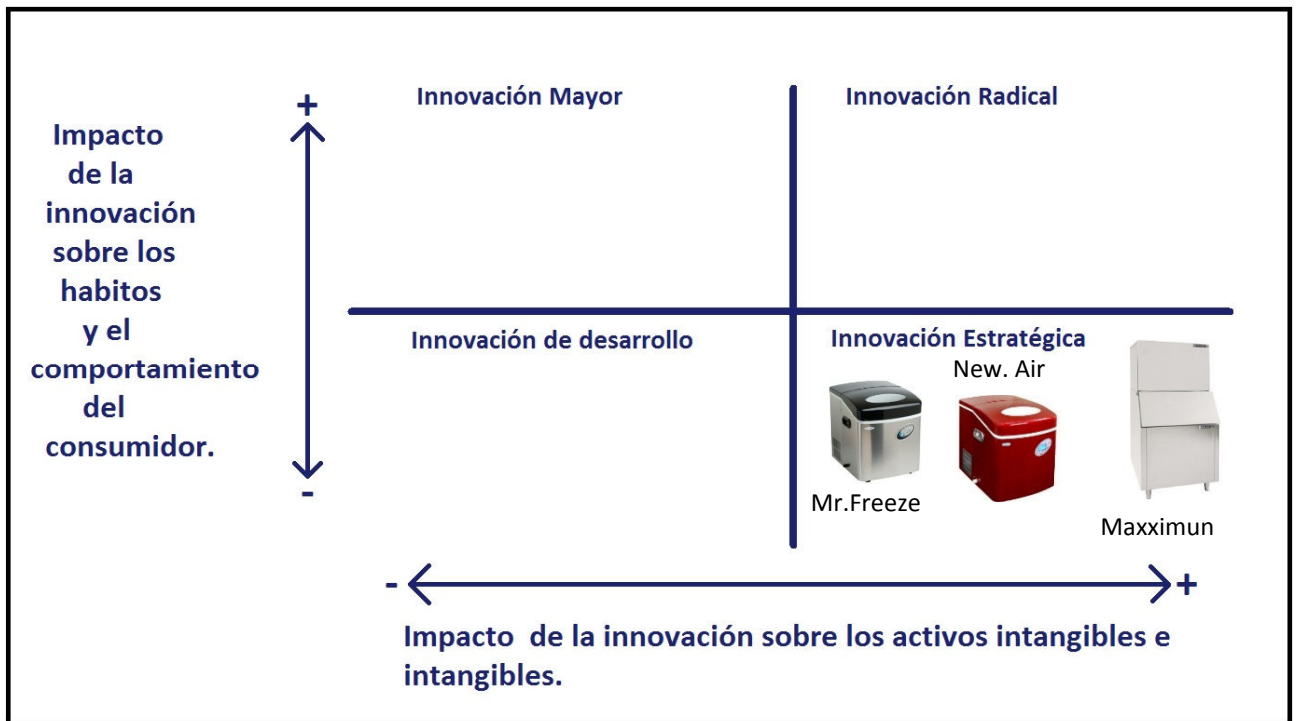 Innovación Mayor
Innovación Radical
+
Impacto
de la
innovación
sobre los
habitos
y el
comportamiento
del
consumidor.
-
Innovación de desarrollo
Innovación Estratégica
New. Air
Mr.Freeze
Maxximun
- +
Impacto  de la innovación sobre los activos intangibles e
intangibles.